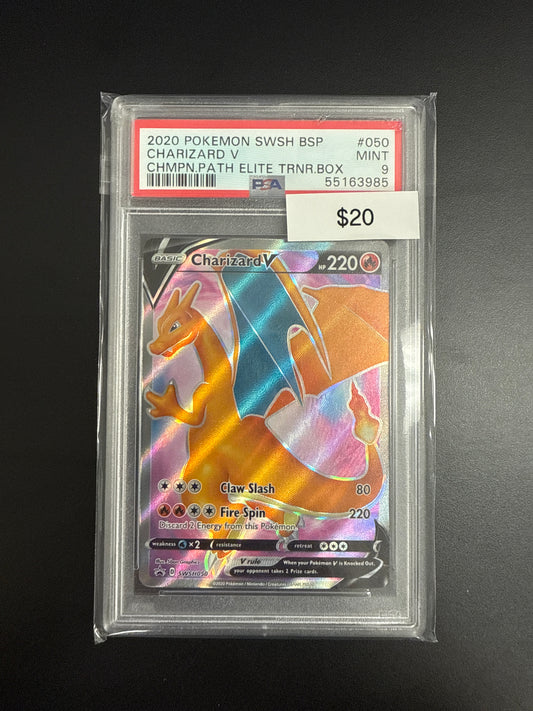 2020 POKEMON SWSH BSP #050
CHARIZARD V MINT
CHMPN.PATH ELITE TRNR.BOX 9
PSA 55163985
$20
BASIC Charizard V HP 220
Claw Slash 80
Fire Spin 220
Discard 2 Energy from this Pokémon.
weakness ×2 resistance retreat
V rule When your Pokémon V is Knocked Out,
your opponent takes 2 Prize cards.
SWSH050
©2020 Pokémon / Nintendo / Creatures / GAME FREAK